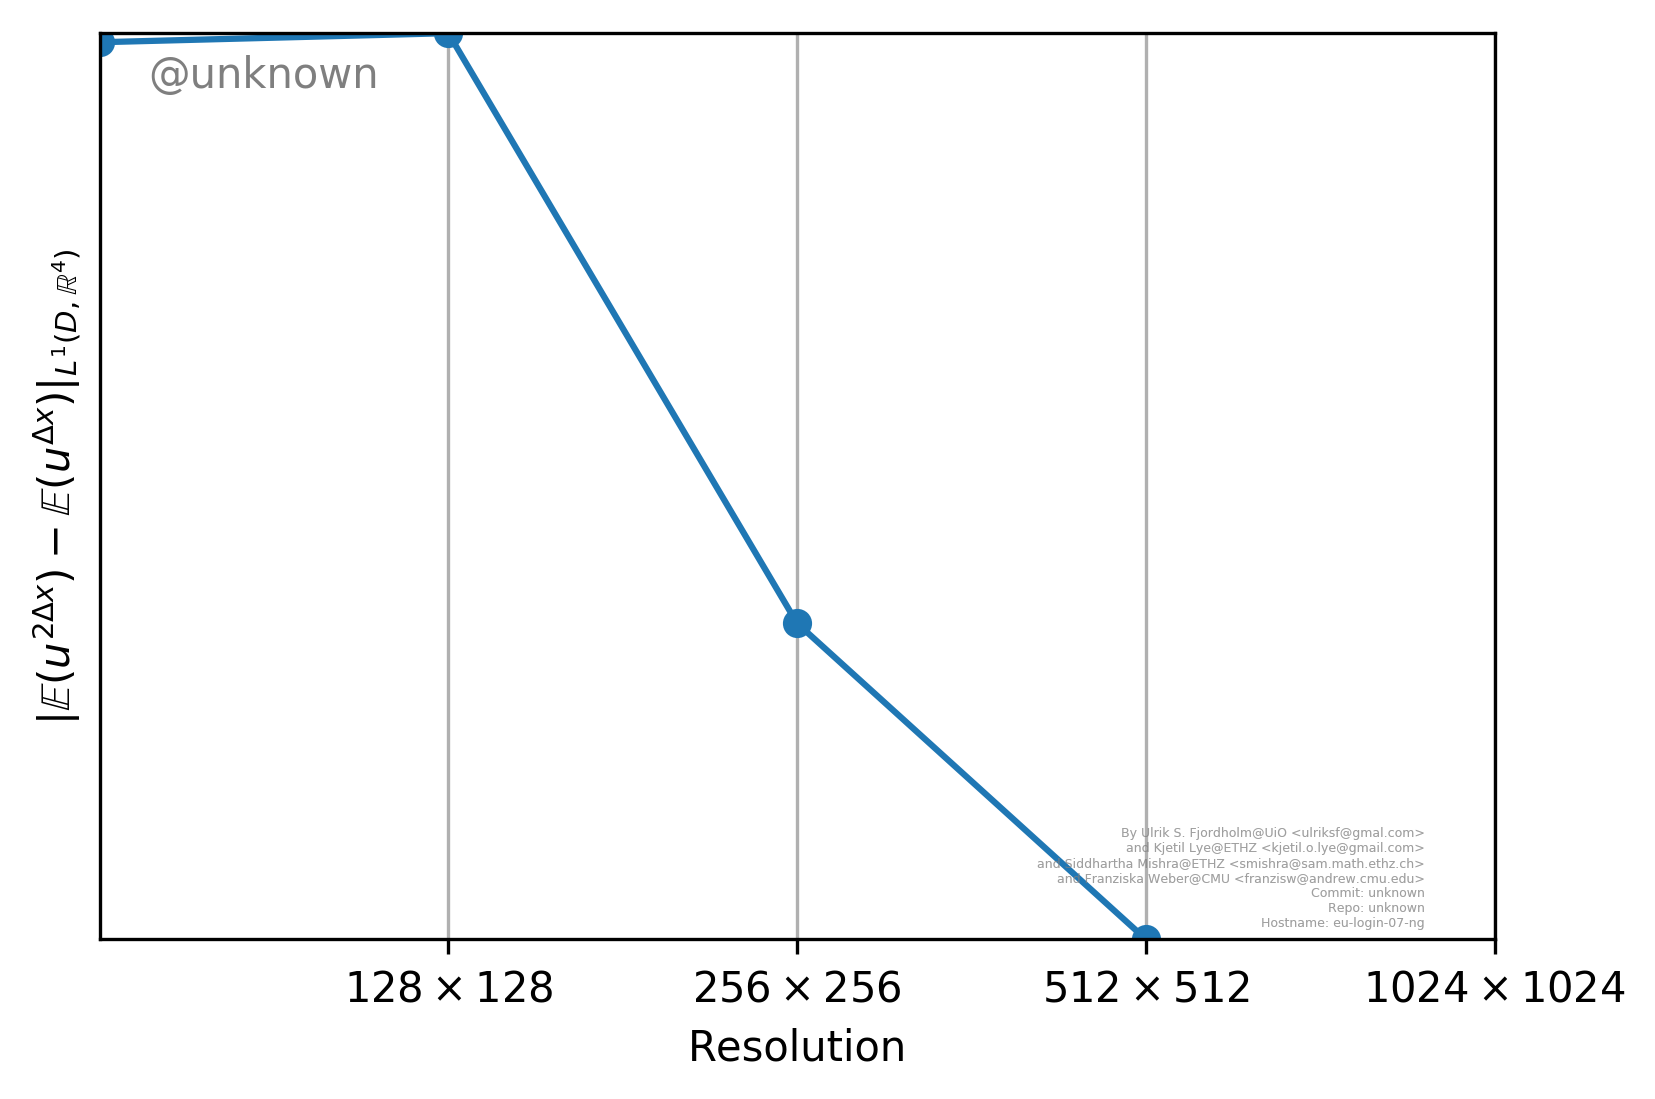 @unknown
|𝔼(u^{2Δx}) − 𝔼(u^{Δx})|_{L^1(D, ℝ^4)}
By Ulrik S. Fjordholm@UiO <ulriksf@gmal.com>
and Kjetil Lye@ETHZ <kjetil.o.lye@gmail.com>
and Siddhartha Mishra@ETHZ <smishra@sam.math.ethz.ch>
and Franziska Weber@CMU <franzisw@andrew.cmu.edu>
Commit: unknown
Repo: unknown
Hostname: eu-login-07-ng
128 × 128 256 × 256 512 × 512 1024 × 1024
Resolution